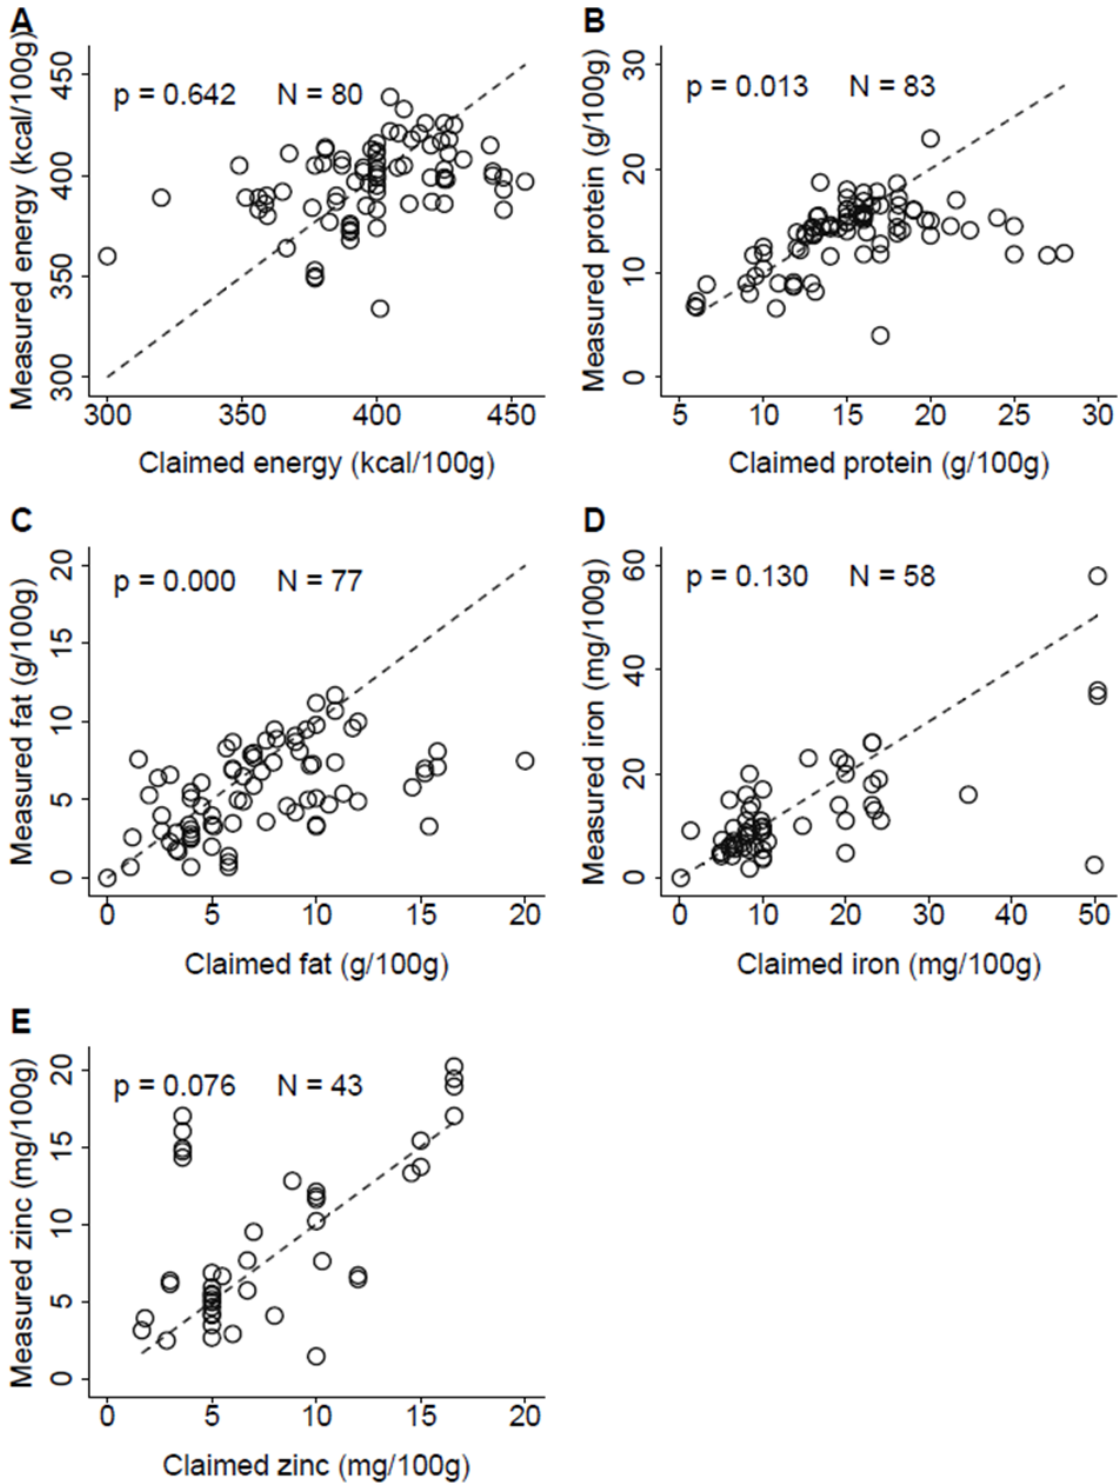 A
Measured energy (kcal/100g)
450
400
350
300
p = 0.642 N = 80
300 350 400 450
Claimed energy (kcal/100g)
B
Measured protein (g/100g)
30
20
10
0
p = 0.013 N = 83
5 10 15 20 25 30
Claimed protein (g/100g)
C
Measured fat (g/100g)
20
15
10
5
0
p = 0.000 N = 77
0 5 10 15 20
Claimed fat (g/100g)
D
Measured iron (mg/100g)
60
40
20
0
p = 0.130 N = 58
0 10 20 30 40 50
Claimed iron (mg/100g)
E
Measured zinc (mg/100g)
20
15
10
5
0
p = 0.076 N = 43
0 5 10 15 20
Claimed zinc (mg/100g)